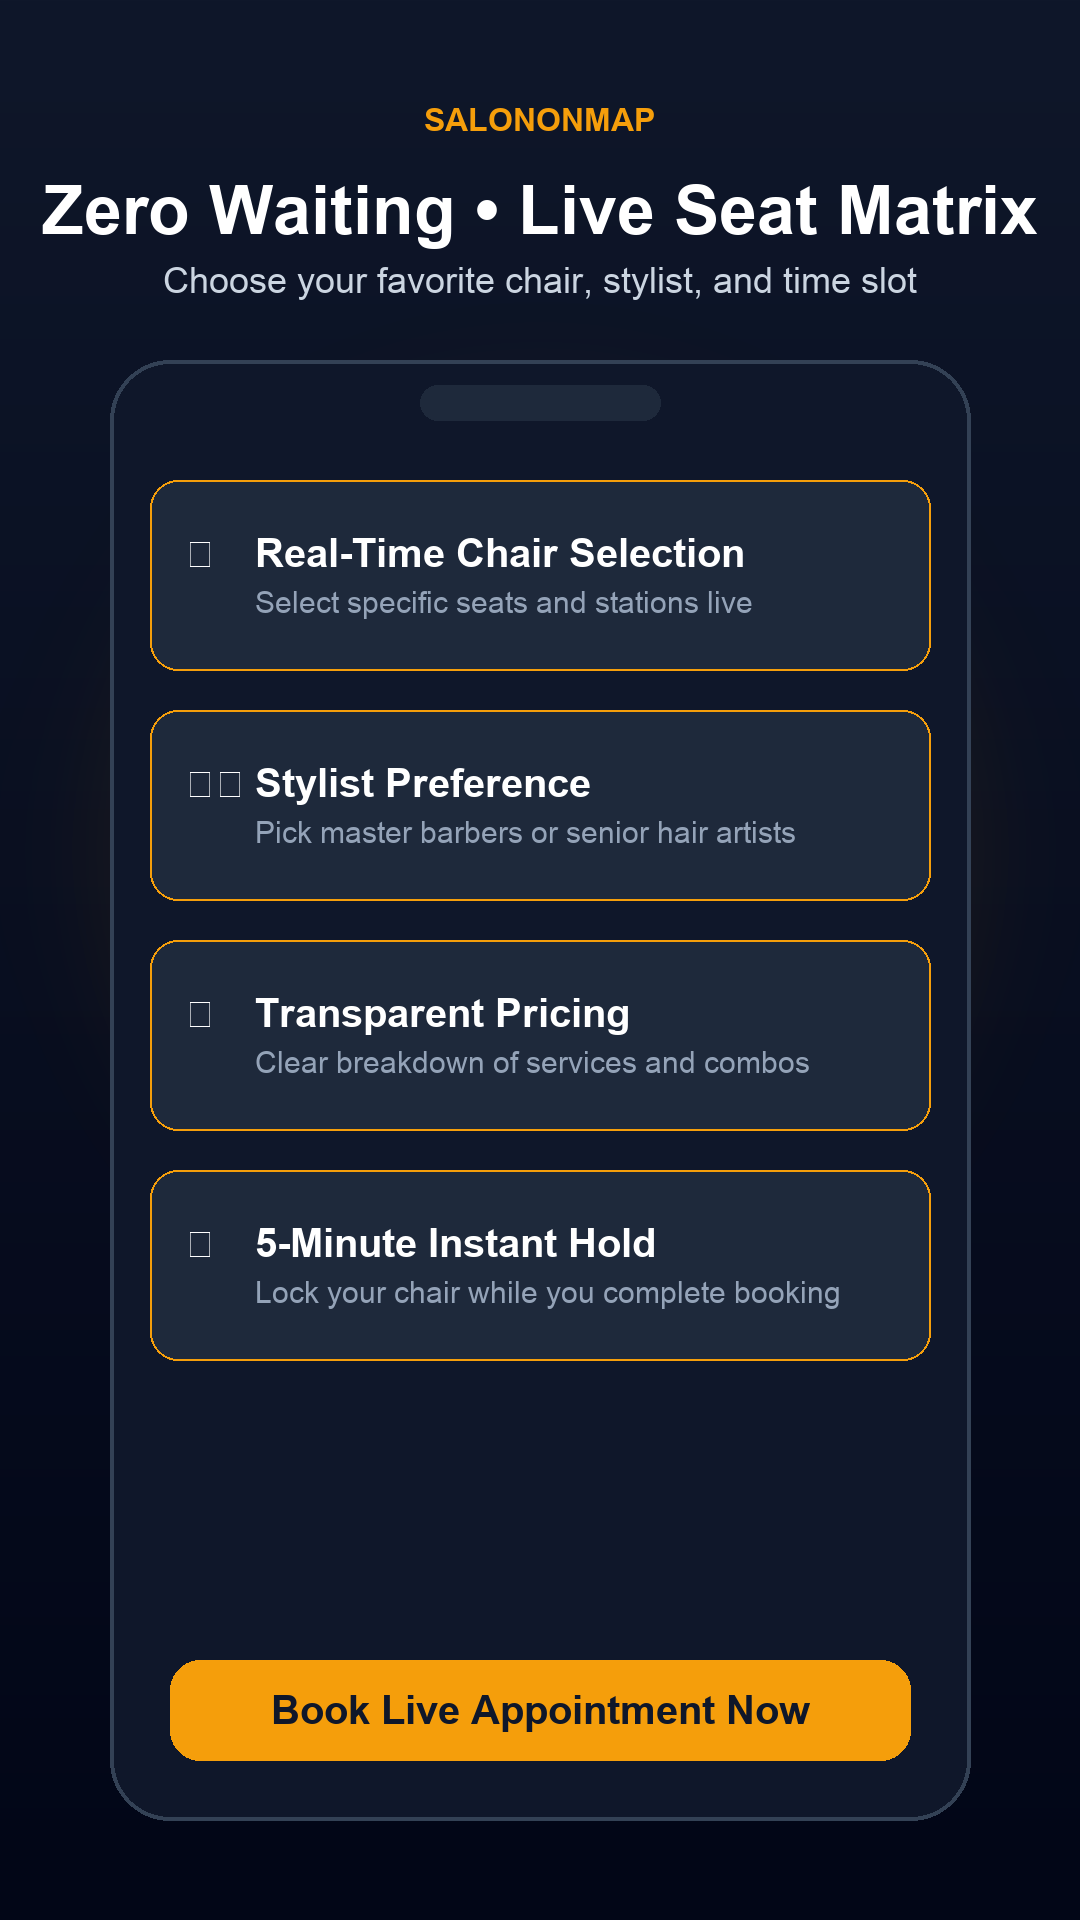 SALONONMAP
Zero Waiting • Live Seat Matrix
Choose your favorite chair, stylist, and time slot
Real-Time Chair Selection
Select specific seats and stations live
Stylist Preference
Pick master barbers or senior hair artists
Transparent Pricing
Clear breakdown of services and combos
5-Minute Instant Hold
Lock your chair while you complete booking
Book Live Appointment Now